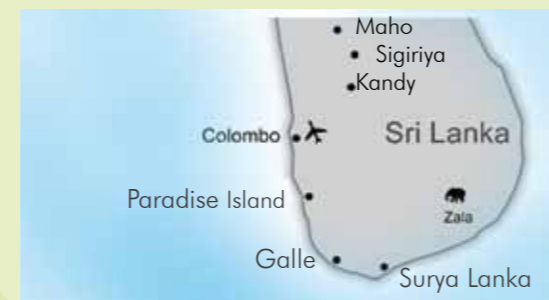 Maho
Sigiriya
Kandy
Colombo
Sri Lanka
Paradise Island
Zala
Galle
Surya Lanka